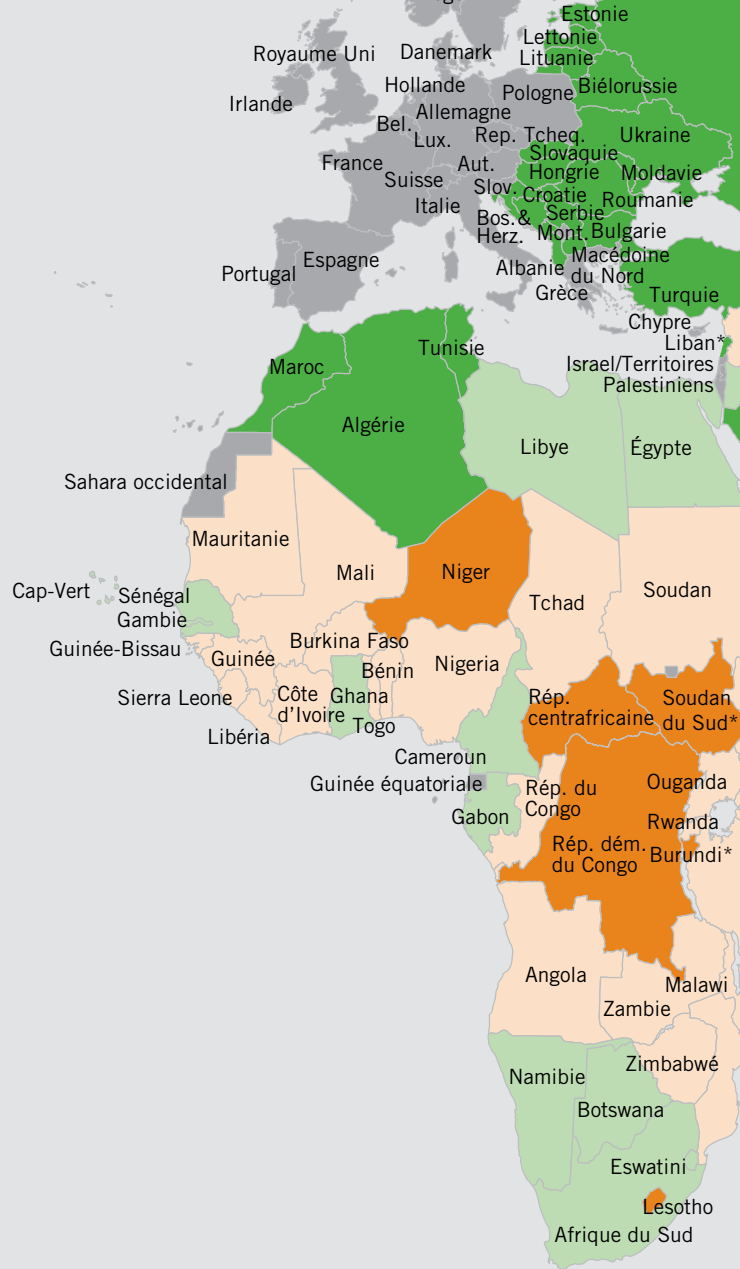 Estonie
Lettonie
Lituanie
Royaume Uni
Danemark
Hollande
Pologne
Biélorussie
Irlande
Allemagne
Bel.
Lux.
Rep. Tcheq.
Ukraine
Slovaquie
France
Aut.
Hongrie
Moldavie
Suisse
Slov.
Croatie
Roumanie
Italie
Serbie
Bos.&
Herz.
Mont.
Bulgarie
Espagne
Portugal
Albanie
Macédoine
du Nord
Grèce
Turquie
Chypre
Liban*
Tunisie
Israel/Territoires
Palestiniens
Maroc
Algérie
Libye
Égypte
Sahara occidental
Mauritanie
Mali
Niger
Tchad
Soudan
Cap-Vert
Sénégal
Gambie
Guinée-Bissau
Burkina Faso
Guinée
Bénin
Nigeria
Sierra Leone
Côte
d'Ivoire
Ghana
Togo
Libéria
Rép.
centrafricaine
Soudan
du Sud*
Cameroun
Guinée équatoriale
Gabon
Rép. du
Congo
Ouganda
Rwanda
Rép. dém.
du Congo
Burundi*
Angola
Malawi
Zambie
Zimbabwé
Namibie
Botswana
Eswatini
Lesotho
Afrique du Sud